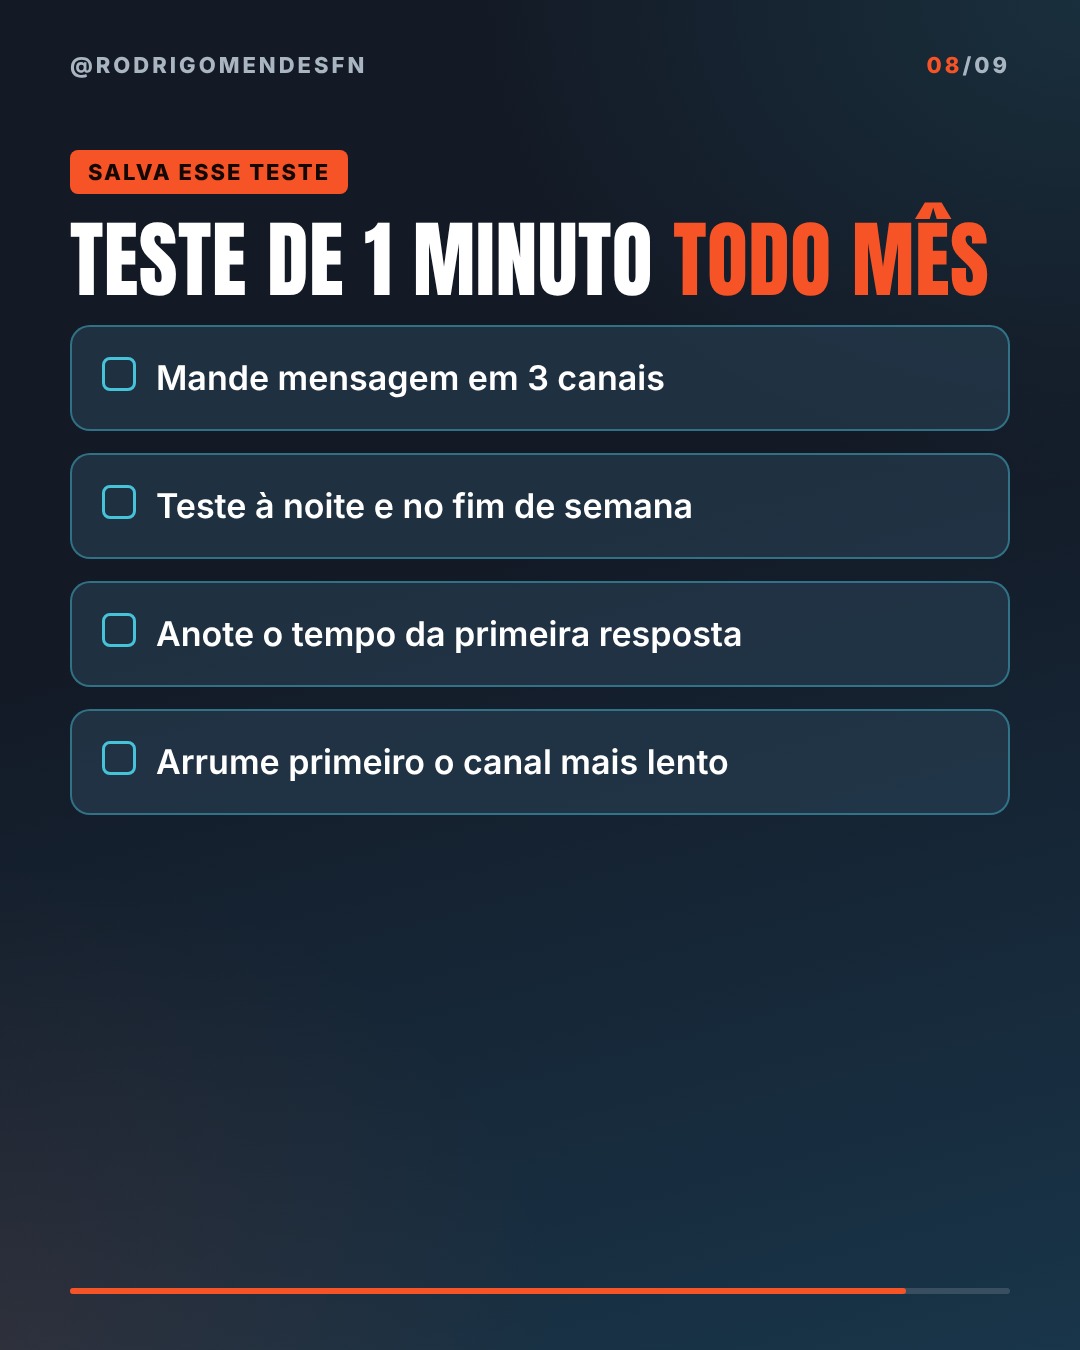 @RODRIGOMENDESFN
08/09
SALVA ESSE TESTE
TESTE DE 1 MINUTO TODO MÊS
Mande mensagem em 3 canais
Teste à noite e no fim de semana
Anote o tempo da primeira resposta
Arrume primeiro o canal mais lento